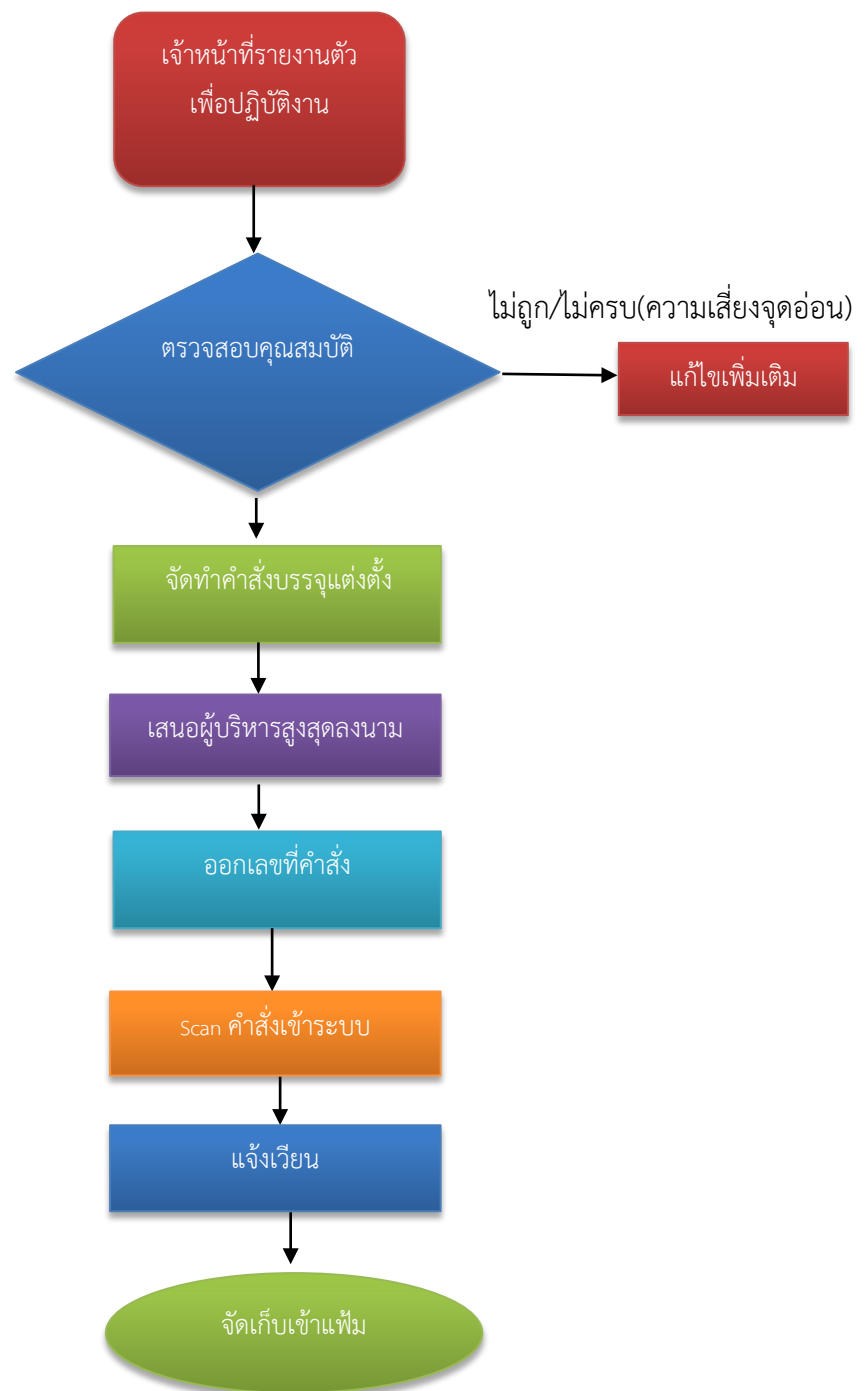 เจ้าหน้าที่รายงานตัว
เพื่อปฏิบัติงาน
ไม่ถูก/ไม่ครบ(ความเสี่ยงจุดอ่อน)
ตรวจสอบคุณสมบัติ
แก้ไขเพิ่มเติม
จัดทำคำสั่งบรรจุแต่งตั้ง
เสนอผู้บริหารสูงสุดลงนาม
ออกเลขที่คำสั่ง
Scan คำสั่งเข้าระบบ
แจ้งเวียน
จัดเก็บเข้าแฟ้ม